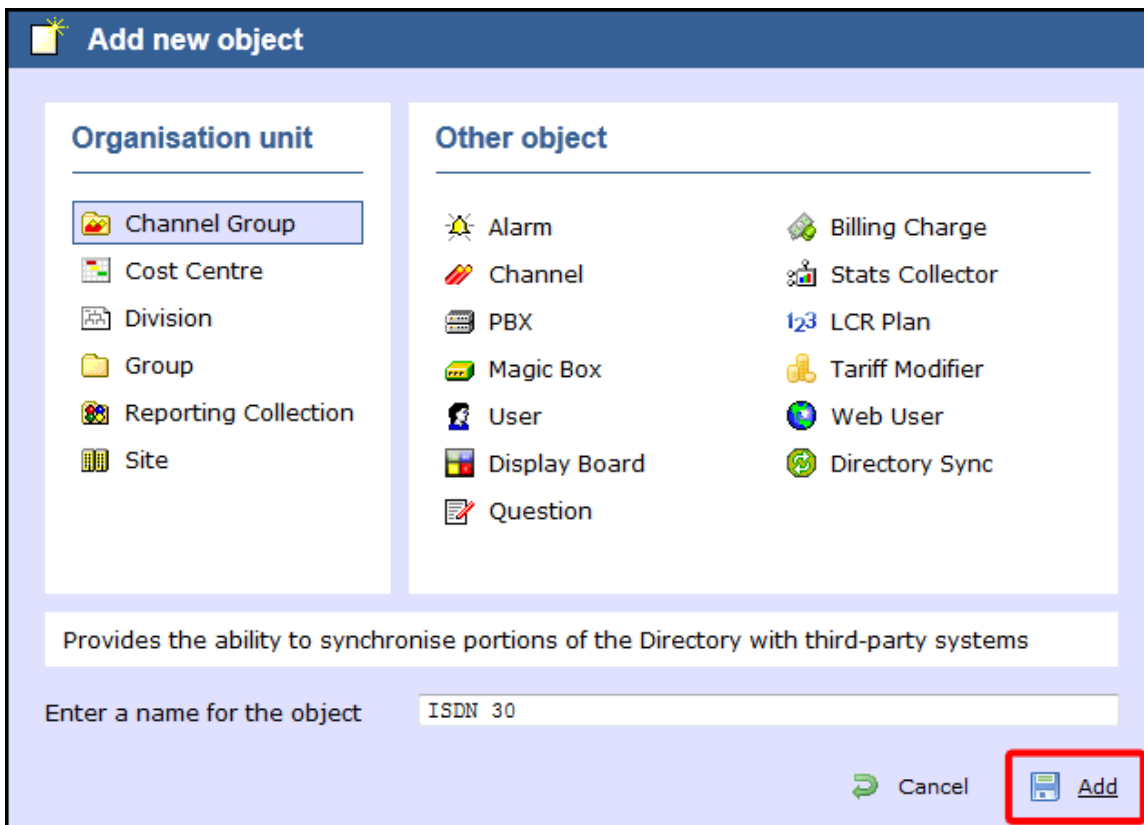 Add new object
Organisation unit
Channel Group
Cost Centre
Division
Group
Reporting Collection
Site
Other object
Alarm
Channel
PBX
Magic Box
User
Display Board
Question
Billing Charge
Stats Collector
123 LCR Plan
Tariff Modifier
Web User
Directory Sync
Provides the ability to synchronise portions of the Directory with third-party systems
Enter a name for the object
ISDN 30
Cancel
Add